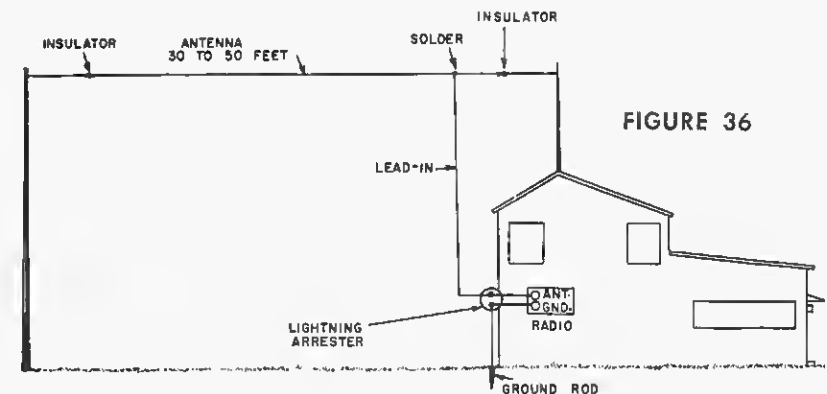 INSULATOR
ANTENNA
30 TO 50 FEET
SOLDER
INSULATOR
FIGURE 36
LEAD-IN
ANT.
GND.
RADIO
LIGHTNING
ARRESTER
GROUND ROD